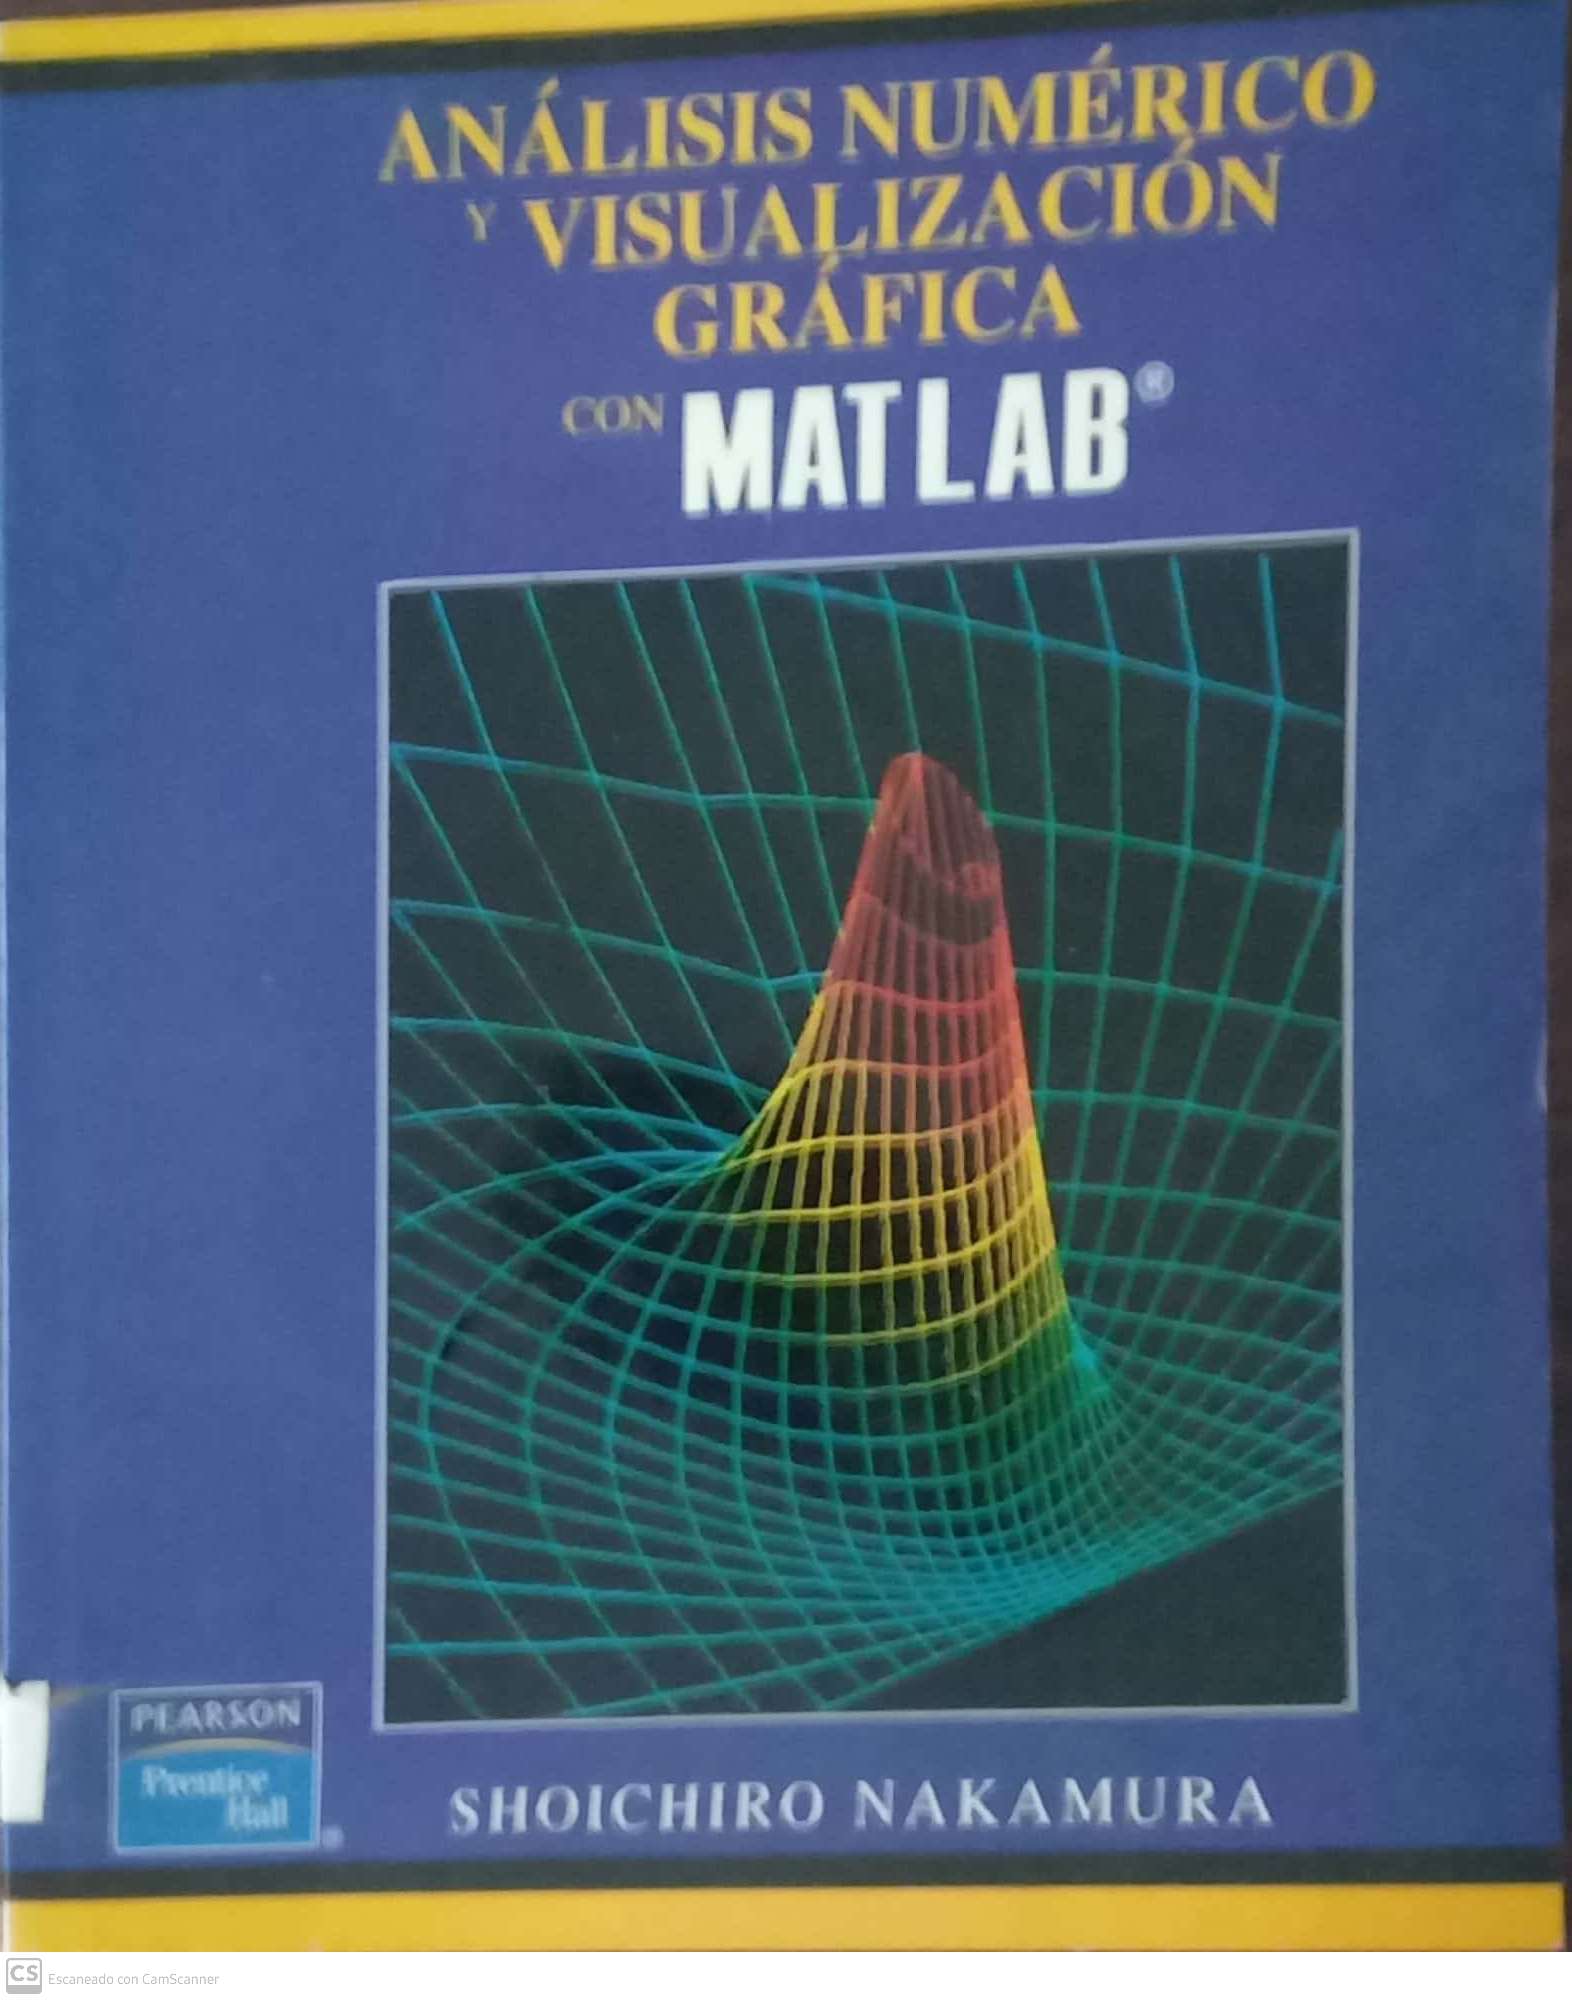 ANÁLISIS NUMÉRICO
Y VISUALIZACIÓN
GRÁFICA
CON MATLAB®
PEARSON
Prentice
Hall
®
SHOICHIRO NAKAMURA
CS Escaneado con CamScanner